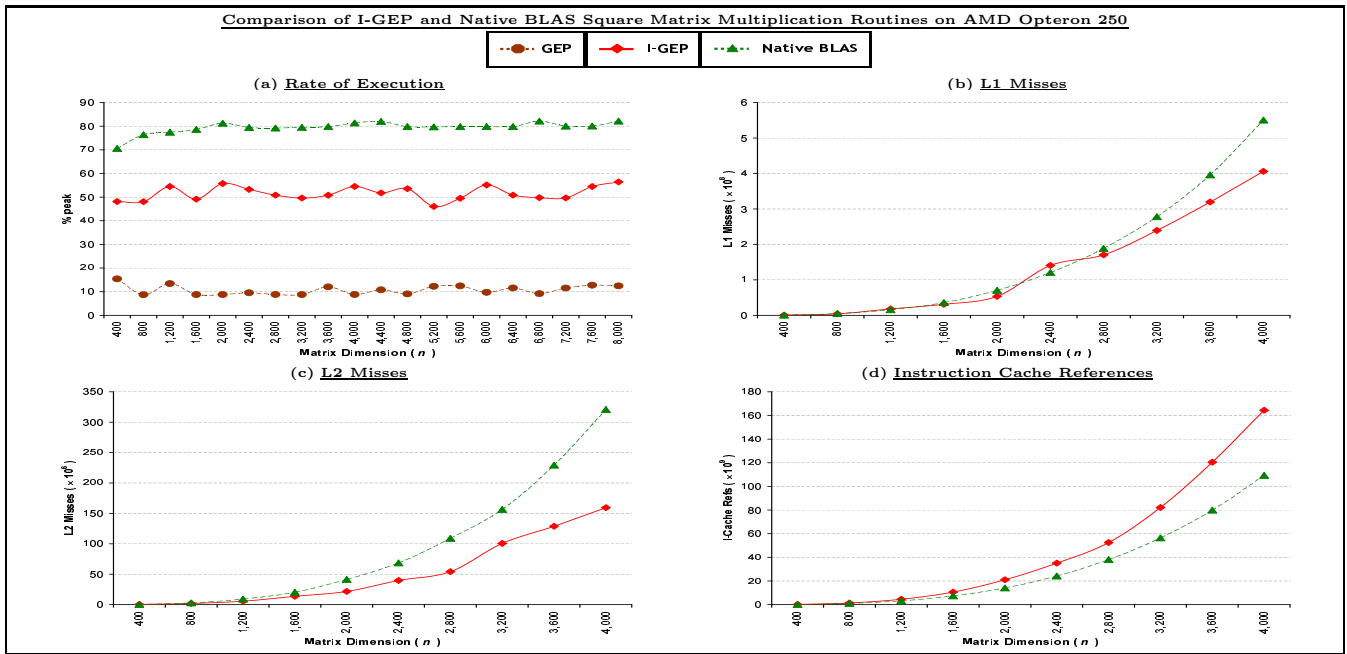 Comparison of I-GEP and Native BLAS Square Matrix Multiplication Routines on AMD Opteron 250
GEP I-GEP Native BLAS
(a) Rate of Execution
90
80
70
60
50
40
30
20
10
0
% peak
400 800 1,200 1,600 2,000 2,400 2,800 3,200 3,600 4,000 4,400 4,800 5,200 5,600 6,000 6,400 6,800 7,200 7,600 8,000
Matrix Dimension ( n )
(b) L1 Misses
6
5
4
3
2
1
0
L1 Misses ( × 10⁸ )
400 800 1,200 1,600 2,000 2,400 2,800 3,200 3,600 4,000
Matrix Dimension ( n )
(c) L2 Misses
350
300
250
200
150
100
50
0
L2 Misses ( × 10⁶ )
400 800 1,200 1,600 2,000 2,400 2,800 3,200 3,600 4,000
Matrix Dimension ( n )
(d) Instruction Cache References
180
160
140
120
100
80
60
40
20
0
I-Cache Refs ( × 10⁹ )
400 800 1,200 1,600 2,000 2,400 2,800 3,200 3,600 4,000
Matrix Dimension ( n )